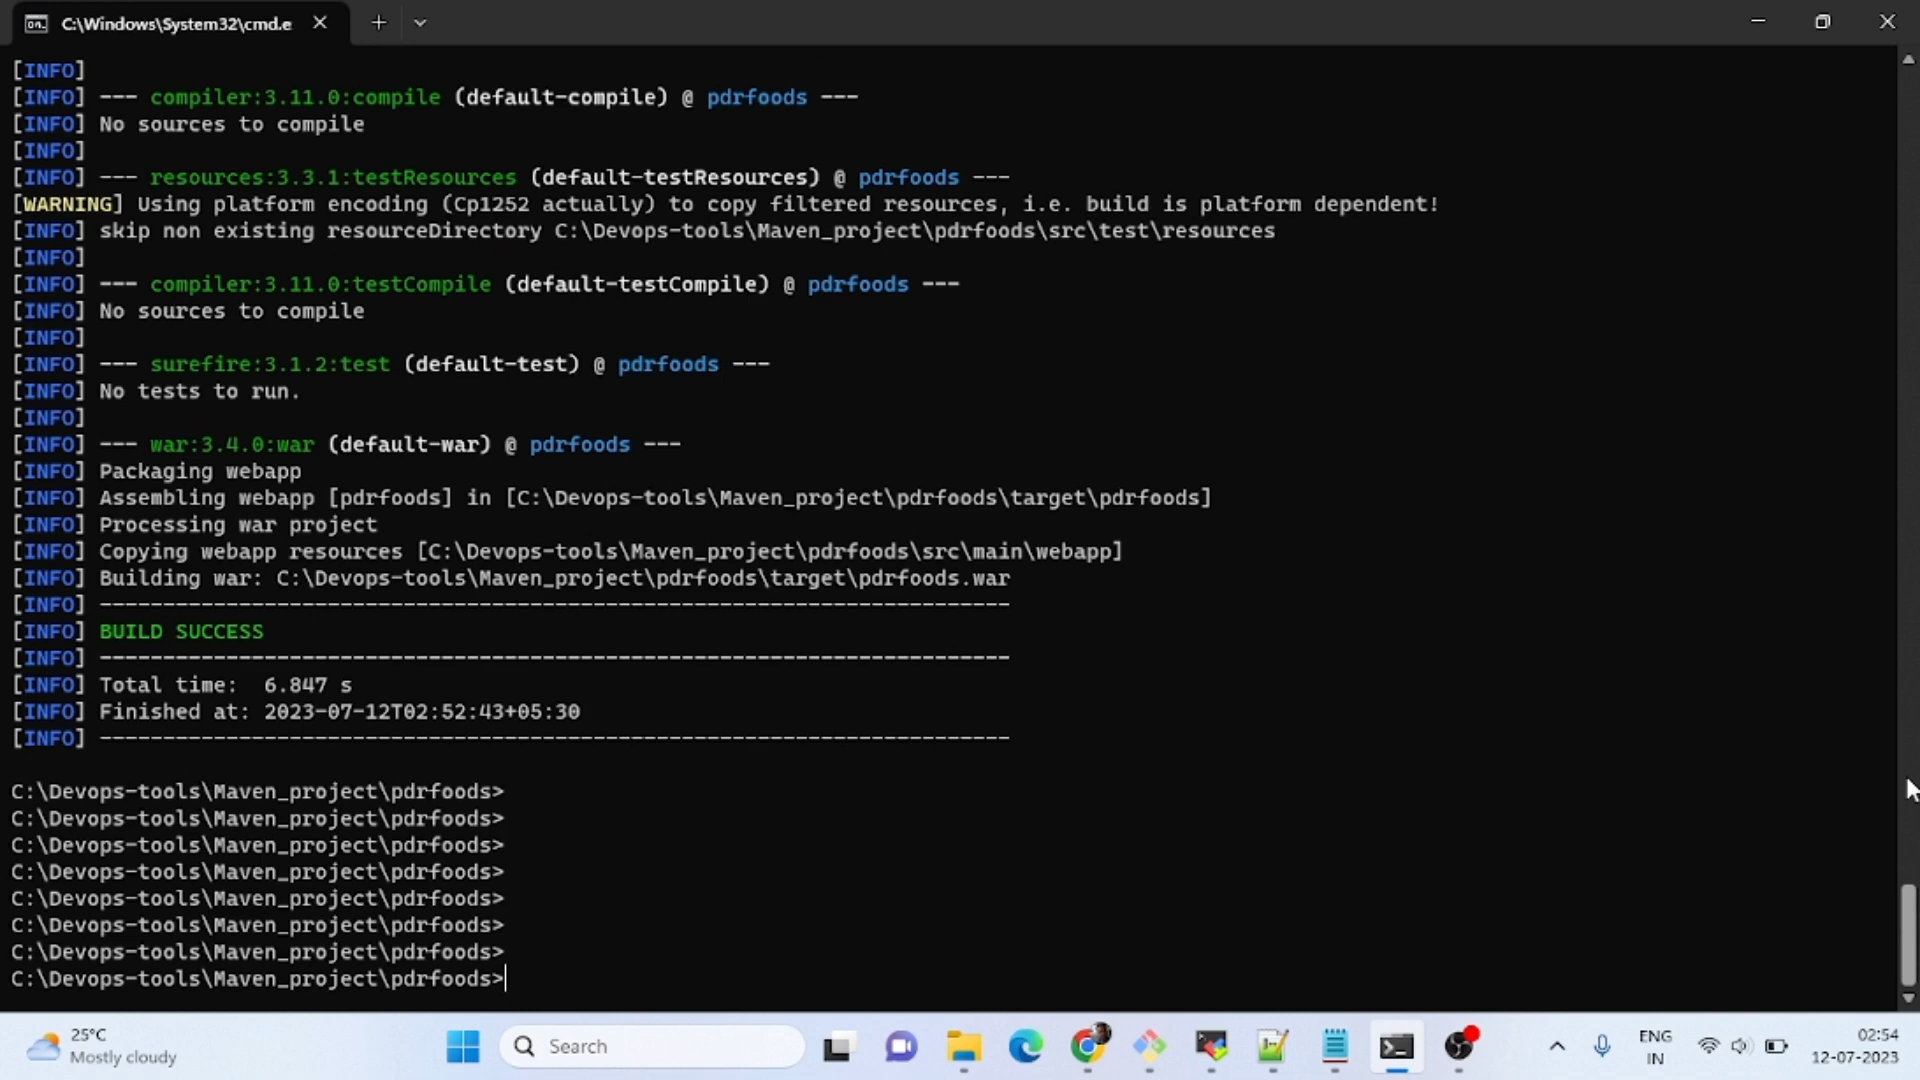 C:\Windows\System32\cmd.e
[INFO]
[INFO] --- compiler:3.11.0:compile (default-compile) @ pdrfoods ---
[INFO] No sources to compile
[INFO]
[INFO] --- resources:3.3.1:testResources (default-testResources) @ pdrfoods ---
[WARNING] Using platform encoding (Cp1252 actually) to copy filtered resources, i.e. build is platform dependent!
[INFO] skip non existing resourceDirectory C:\Devops-tools\Maven_project\pdrfoods\src\test\resources
[INFO]
[INFO] --- compiler:3.11.0:testCompile (default-testCompile) @ pdrfoods ---
[INFO] No sources to compile
[INFO]
[INFO] --- surefire:3.1.2:test (default-test) @ pdrfoods ---
[INFO] No tests to run.
[INFO]
[INFO] --- war:3.4.0:war (default-war) @ pdrfoods ---
[INFO] Packaging webapp
[INFO] Assembling webapp [pdrfoods] in [C:\Devops-tools\Maven_project\pdrfoods\target\pdrfoods]
[INFO] Processing war project
[INFO] Copying webapp resources [C:\Devops-tools\Maven_project\pdrfoods\src\main\webapp]
[INFO] Building war: C:\Devops-tools\Maven_project\pdrfoods\target\pdrfoods.war
[INFO] ------------------------------------------------------------------------
[INFO] BUILD SUCCESS
[INFO] ------------------------------------------------------------------------
[INFO] Total time:  6.847 s
[INFO] Finished at: 2023-07-12T02:52:43+05:30
[INFO] ------------------------------------------------------------------------
C:\Devops-tools\Maven_project\pdrfoods>
C:\Devops-tools\Maven_project\pdrfoods>
C:\Devops-tools\Maven_project\pdrfoods>
C:\Devops-tools\Maven_project\pdrfoods>
C:\Devops-tools\Maven_project\pdrfoods>
C:\Devops-tools\Maven_project\pdrfoods>
C:\Devops-tools\Maven_project\pdrfoods>
C:\Devops-tools\Maven_project\pdrfoods>
25°C
Mostly cloudy
Search
ENG
IN
02:54
12-07-2023